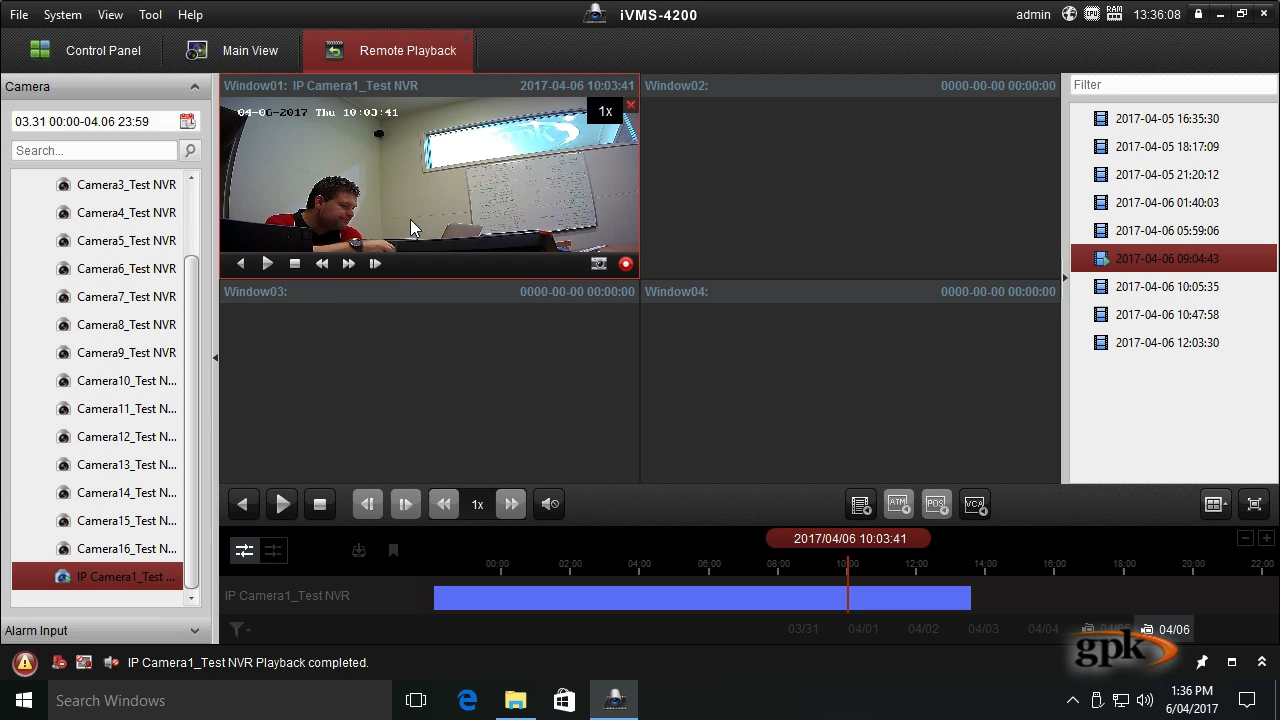 File System View Tool Help
iVMS-4200
admin RAM 13:36:08
Control Panel
Main View
Remote Playback
Camera
03.31 00:00-04.06 23:59
Search...
Camera3_Test NVR
Camera4_Test NVR
Camera5_Test NVR
Camera6_Test NVR
Camera7_Test NVR
Camera8_Test NVR
Camera9_Test NVR
Camera10_Test N...
Camera11_Test N...
Camera12_Test N...
Camera13_Test N...
Camera14_Test N...
Camera15_Test N...
Camera16_Test N...
IP Camera1_Test ...
Alarm Input
Window01: IP Camera1_Test NVR 2017-04-06 10:03:41
04-06-2017 Thu 10:03:41
1x
Window02: 0000-00-00 00:00:00
Window03: 0000-00-00 00:00:00
Window04: 0000-00-00 00:00:00
Filter
2017-04-05 16:35:30
2017-04-05 18:17:09
2017-04-05 21:20:12
2017-04-06 01:40:03
2017-04-06 05:59:06
2017-04-06 09:04:43
2017-04-06 10:05:35
2017-04-06 10:47:58
2017-04-06 12:03:30
1x
ATM
POS
VCA
2017/04/06 10:03:41
00:00 02:00 04:00 06:00 08:00 10:00 12:00 14:00 16:00 18:00 20:00 22:00
IP Camera1_Test NVR
03/31 04/01 04/02 04/03 04/04 04/05 04/06
gpk
IP Camera1_Test NVR Playback completed.
Search Windows
1:36 PM
6/04/2017